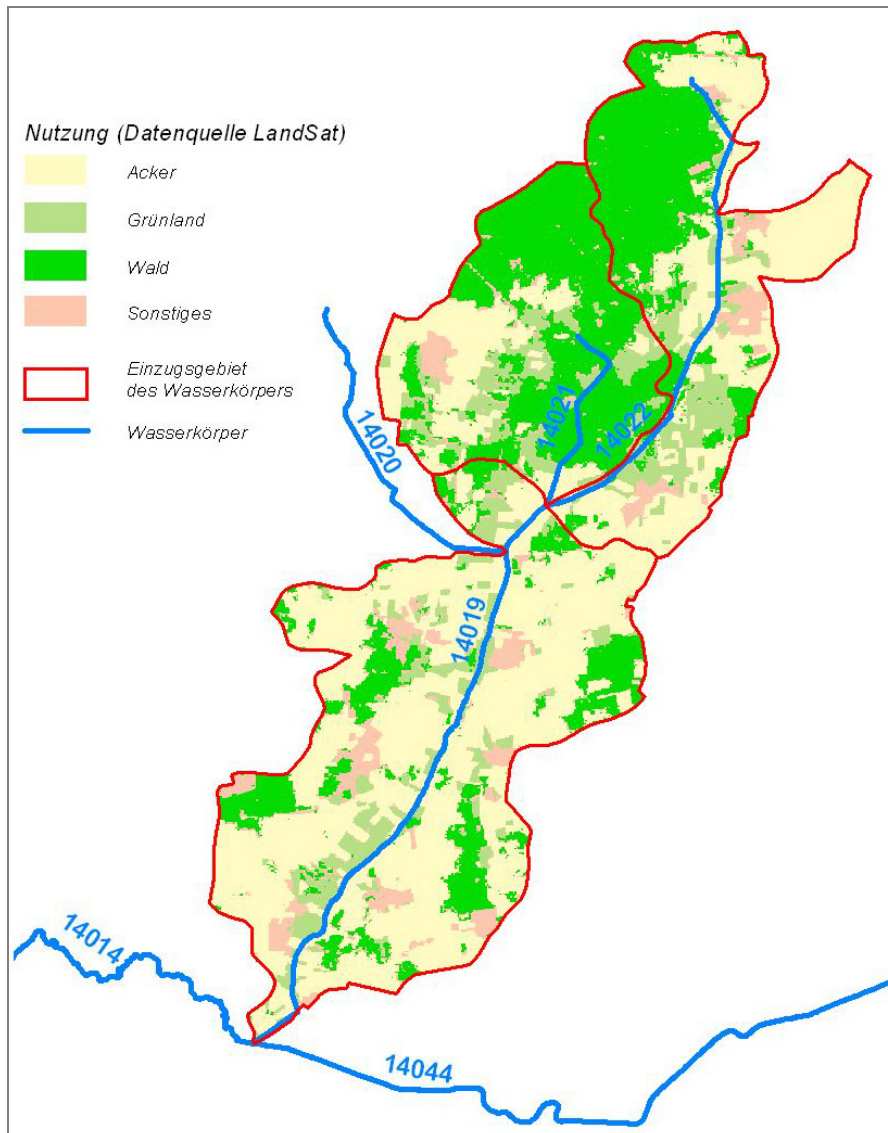 Nutzung (Datenquelle LandSat)
Acker
Grünland
Wald
Sonstiges
Einzugsgebiet
des Wasserkörpers
Wasserkörper
14020
14021
14022
14019
14014
14044